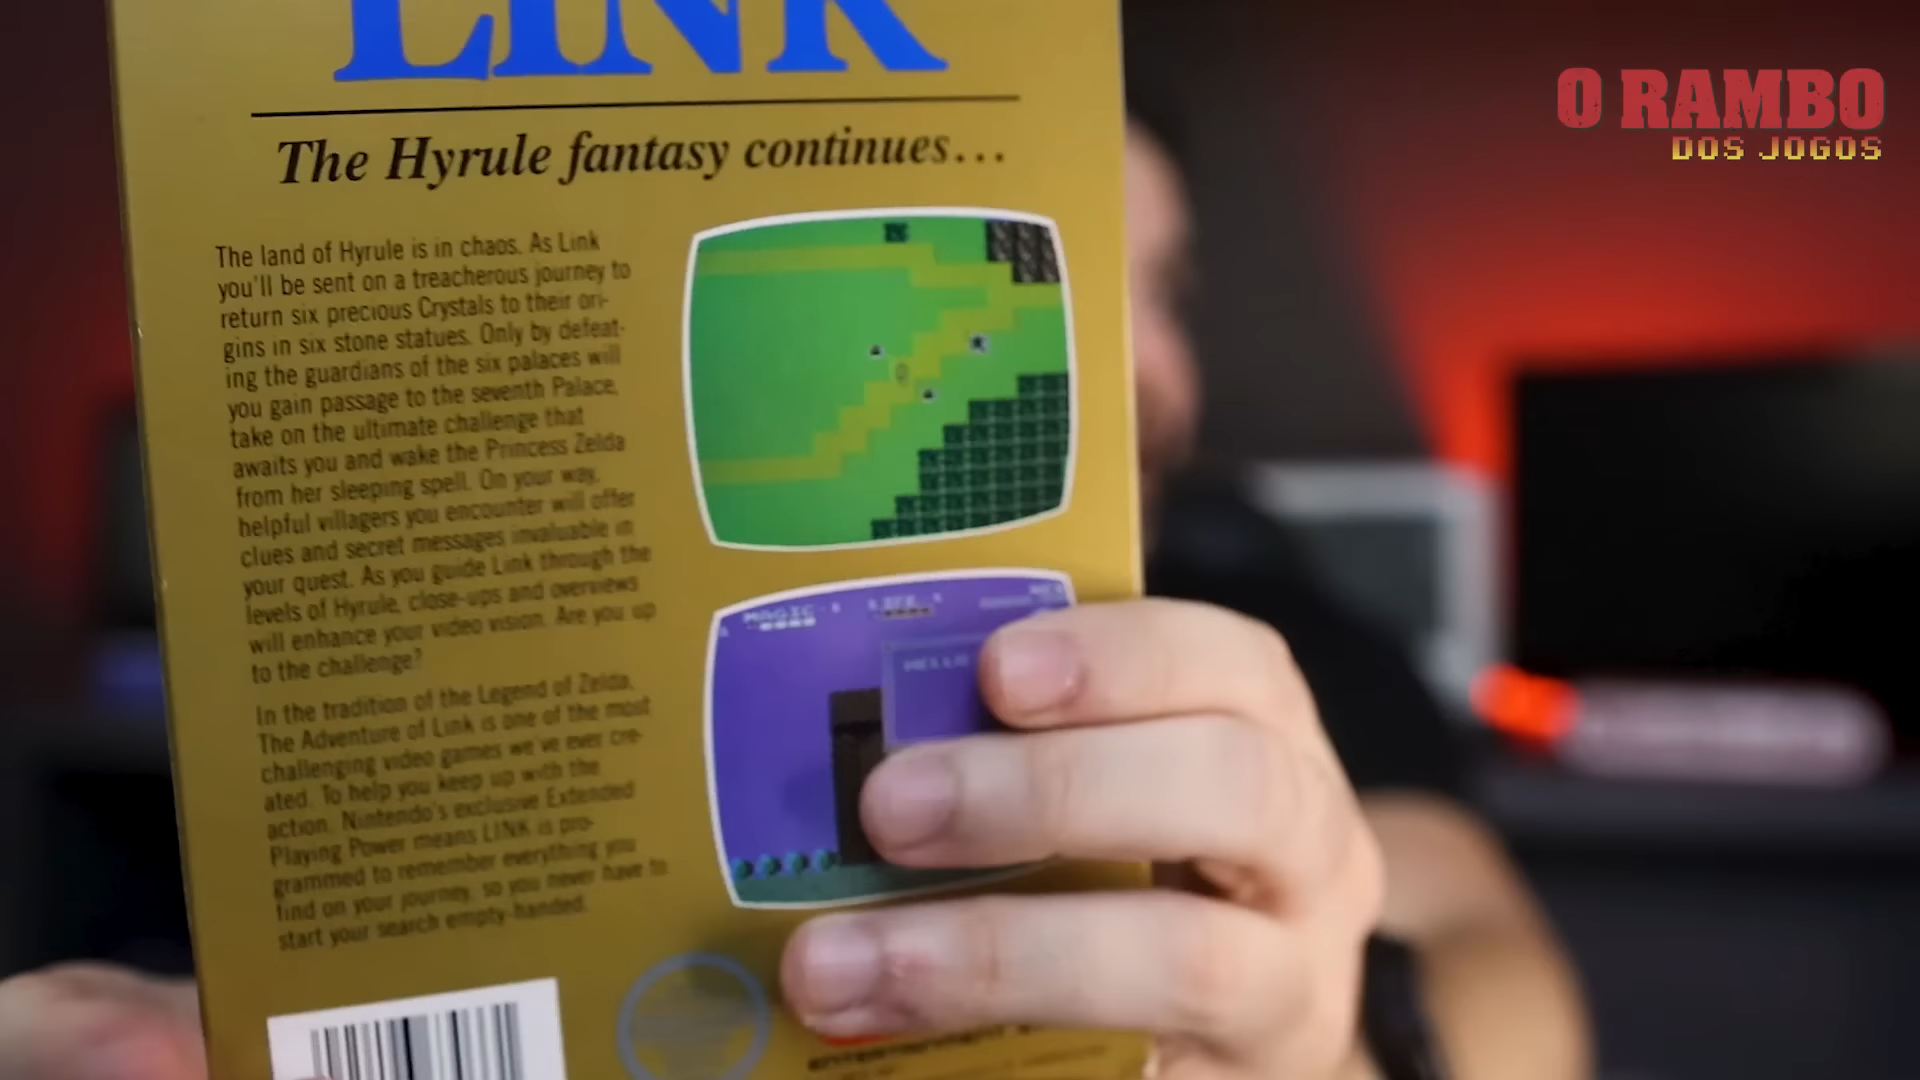 LINK
O RAMBO
DOS JOGOS
The Hyrule fantasy continues...
The land of Hyrule is in chaos. As Link
you'll be sent on a treacherous journey to
return six precious Crystals to their ori-
gins in six stone statues. Only by defeat-
ing the guardians of the six palaces will
you gain passage to the seventh Palace,
take on the ultimate challenge that
awaits you and wake the Princess Zelda
from her sleeping spell. On your way,
helpful villagers you encounter will offer
clues and secret messages invaluable in
your quest. As you guide Link through the
levels of Hyrule, close-ups and overviews
will enhance your video vision. Are you up
to the challenge?
In the tradition of the Legend of Zelda,
The Adventure of Link is one of the most
challenging video games we've ever cre-
ated. To help you keep up with the
action, Nintendo's exclusive Extended
Playing Power means LINK is pro-
grammed to remember everything you
find on your journey, so you never have to
start your search empty-handed.
MAGIC
LIFE
HELLO